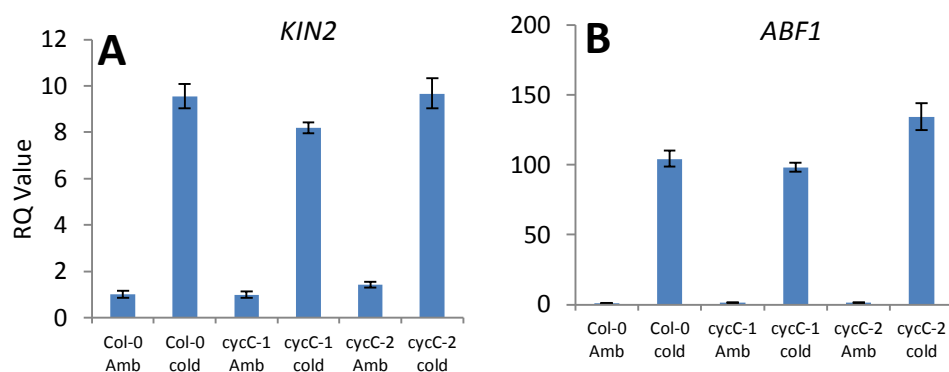 A
KIN2
RQ Value
12
10
8
6
4
2
0
Col-0 Amb
Col-0 cold
cycC-1 Amb
cycC-1 cold
cycC-2 Amb
cycC-2 cold
B
ABF1
200
150
100
50
0
Col-0 Amb
Col-0 cold
cycC-1 Amb
cycC-1 cold
cycC-2 Amb
cycC-2 cold